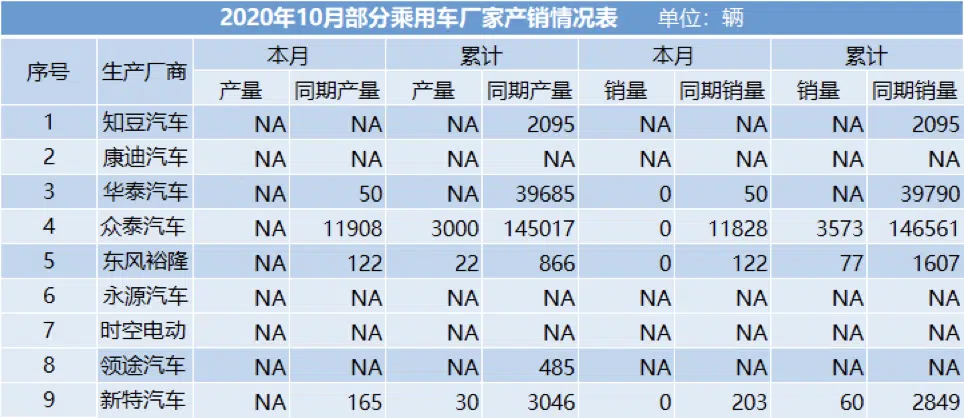 2020年10月部分乘用车厂家产销情况表 单位：辆
序号 生产厂商 本月 累计 本月 累计
产量 同期产量 产量 同期产量 销量 同期销量 销量 同期销量
1 知豆汽车 NA NA NA 2095 NA NA NA 2095
2 康迪汽车 NA NA NA NA NA NA NA NA
3 华泰汽车 NA 50 NA 39685 0 50 NA 39790
4 众泰汽车 NA 11908 3000 145017 0 11828 3573 146561
5 东风裕隆 NA 122 22 866 0 122 77 1607
6 永源汽车 NA NA NA NA NA NA NA NA
7 时空电动 NA NA NA NA NA NA NA NA
8 领途汽车 NA NA NA 485 NA NA NA NA
9 新特汽车 NA 165 30 3046 0 203 60 2849